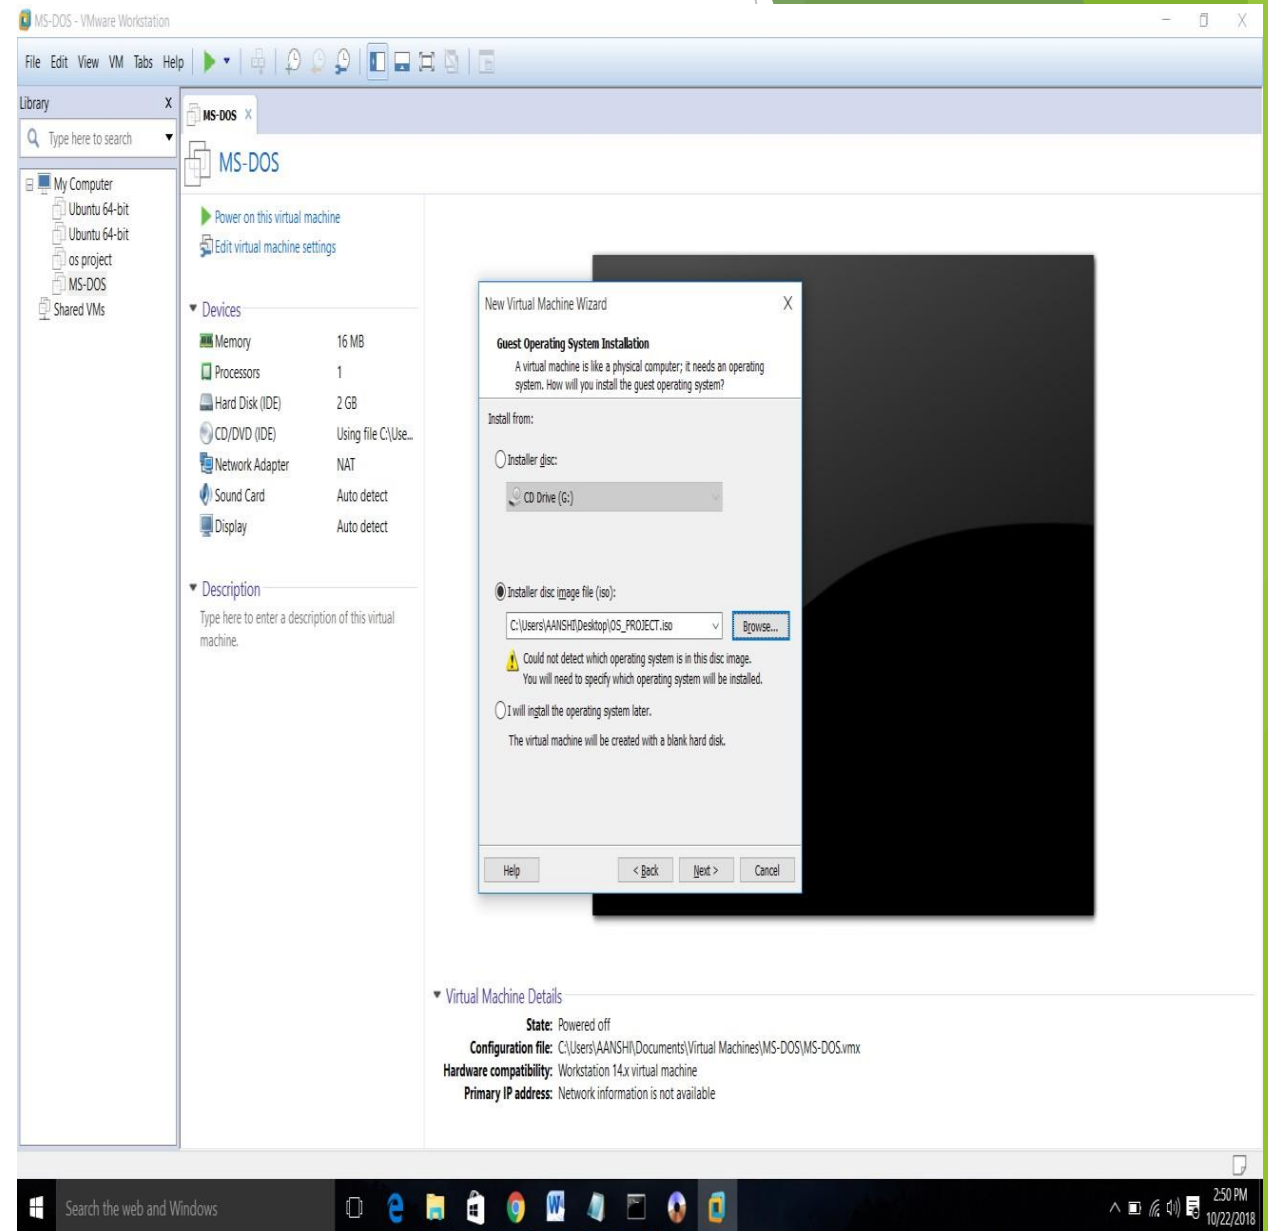 MS-DOS - VMware Workstation
File Edit View VM Tabs Help
Library X
Type here to search
My Computer
Ubuntu 64-bit
Ubuntu 64-bit
os project
MS-DOS
Shared VMs
MS-DOS X
MS-DOS
Power on this virtual machine
Edit virtual machine settings
Devices
Memory 16 MB
Processors 1
Hard Disk (IDE) 2 GB
CD/DVD (IDE) Using file C:\Use...
Network Adapter NAT
Sound Card Auto detect
Display Auto detect
Description
Type here to enter a description of this virtual
machine.
New Virtual Machine Wizard X
Guest Operating System Installation
A virtual machine is like a physical computer; it needs an operating
system. How will you install the guest operating system?
Install from:
Installer disc:
CD Drive (G:)
Installer disc image file (iso):
C:\Users\AANSHI\Desktop\OS_PROJECT.iso Browse...
Could not detect which operating system is in this disc image.
You will need to specify which operating system will be installed.
I will install the operating system later.
The virtual machine will be created with a blank hard disk.
Help < Back Next > Cancel
Virtual Machine Details
State: Powered off
Configuration file: C:\Users\AANSHI\Documents\Virtual Machines\MS-DOS\MS-DOS.vmx
Hardware compatibility: Workstation 14.x virtual machine
Primary IP address: Network information is not available
Search the web and Windows
2:50 PM
10/22/2018